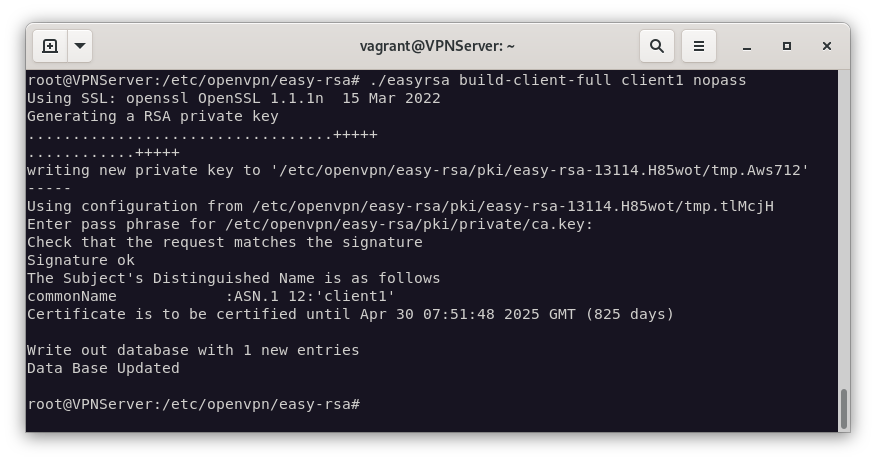 vagrant@VPNServer: ~
root@VPNServer:/etc/openvpn/easy-rsa# ./easyrsa build-client-full client1 nopass
Using SSL: openssl OpenSSL 1.1.1n  15 Mar 2022
Generating a RSA private key
..................................+++++
............+++++
writing new private key to '/etc/openvpn/easy-rsa/pki/easy-rsa-13114.H85wot/tmp.Aws712'
-----
Using configuration from /etc/openvpn/easy-rsa/pki/easy-rsa-13114.H85wot/tmp.tlMcjH
Enter pass phrase for /etc/openvpn/easy-rsa/pki/private/ca.key:
Check that the request matches the signature
Signature ok
The Subject's Distinguished Name is as follows
commonName            :ASN.1 12:'client1'
Certificate is to be certified until Apr 30 07:51:48 2025 GMT (825 days)
Write out database with 1 new entries
Data Base Updated
root@VPNServer:/etc/openvpn/easy-rsa#